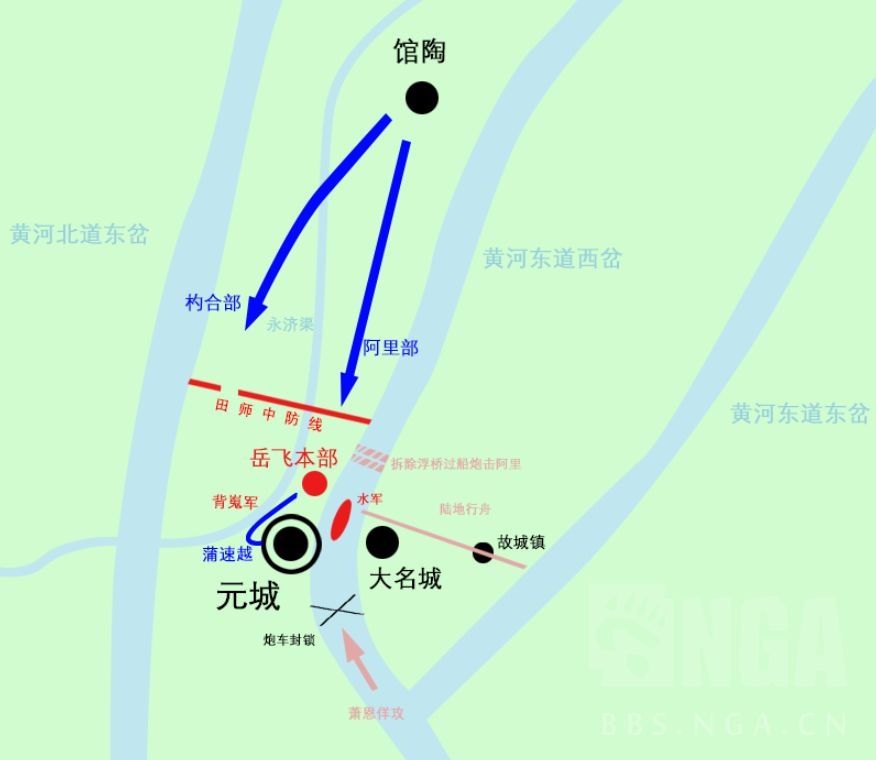 馆陶
黄河北道东岔
黄河东道西岔
杓合部
永济渠
阿里部
田师中防线
黄河东道东岔
岳飞本部
拆除浮桥过船炮击阿里
背嵬军
水军
陆地行舟
蒲速越
故城镇
元城
大名城
炮车封锁
萧恩佯攻
NGA
BBS.NGA.CN